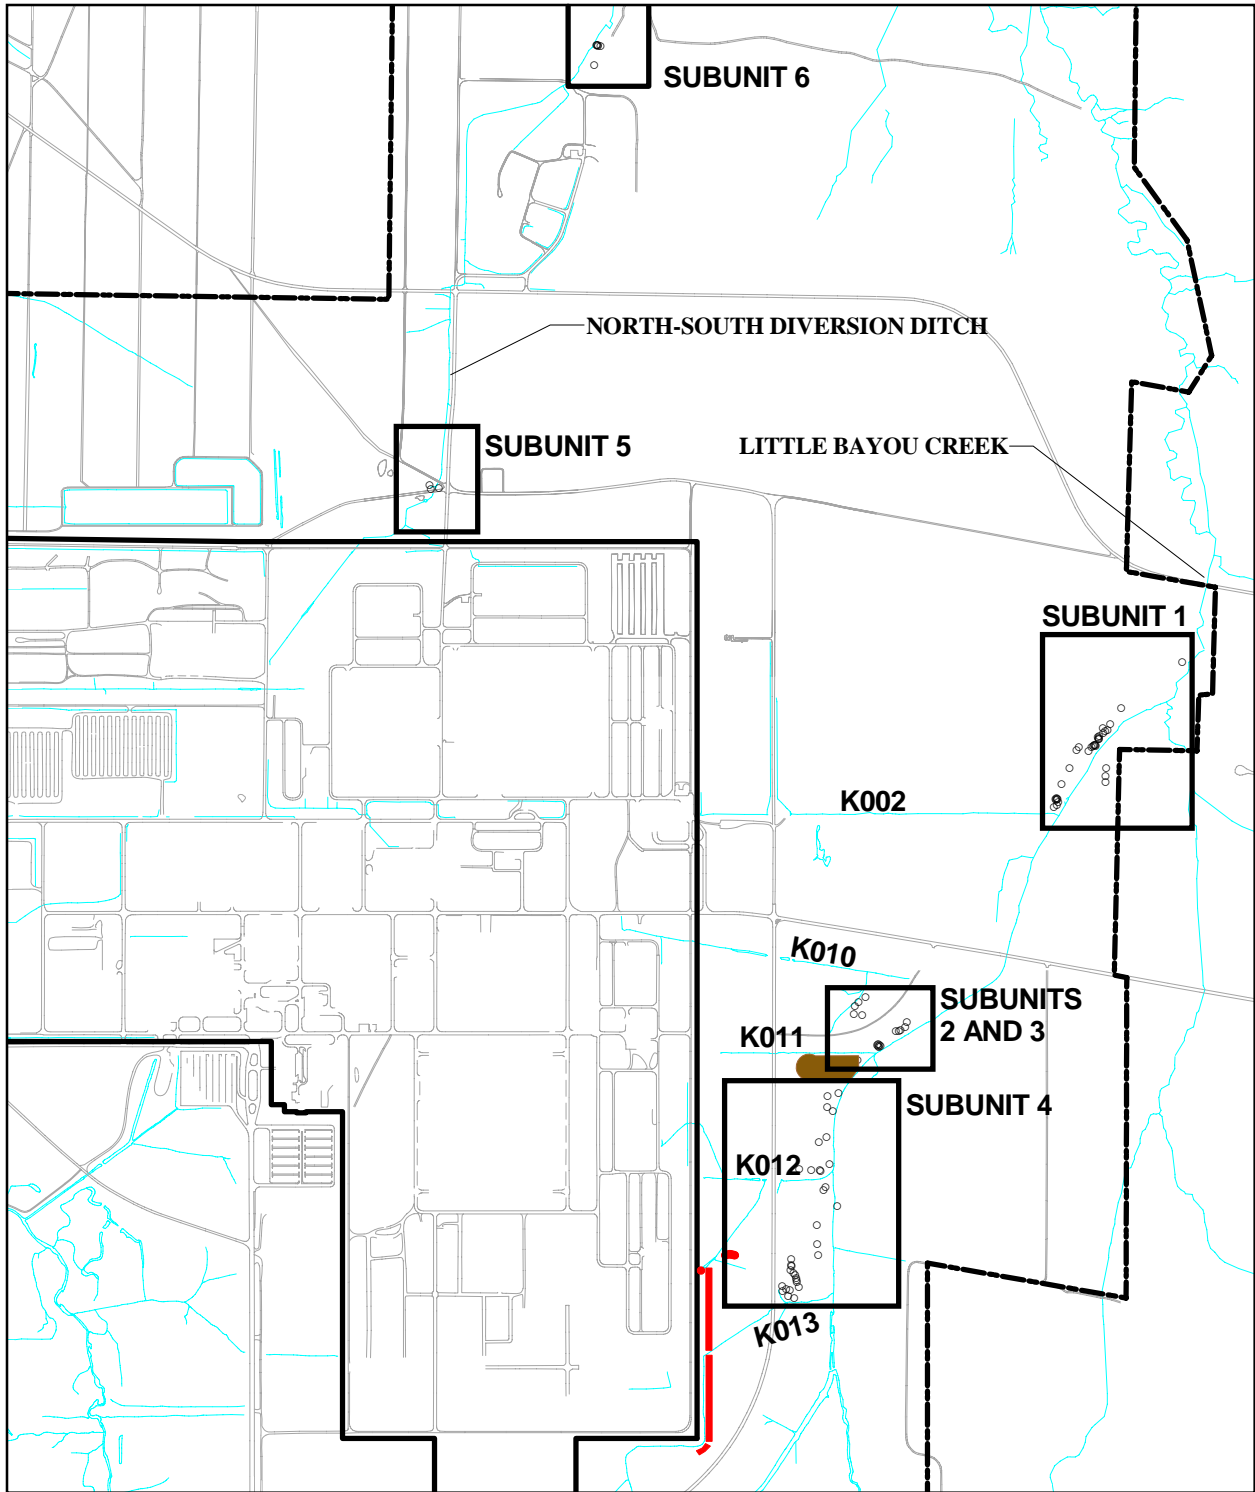 SUBUNIT 6
NORTH-SOUTH DIVERSION DITCH
SUBUNIT 5
LITTLE BAYOU CREEK
SUBUNIT 1
K002
K010
SUBUNITS
2 AND 3
K011
SUBUNIT 4
K012
K013